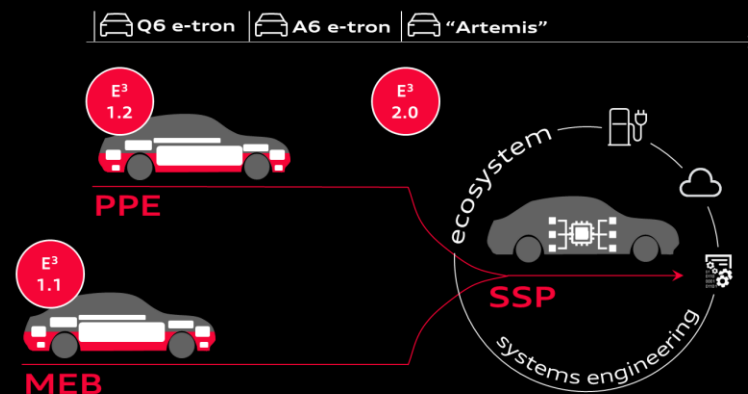 Q6 e-tron
A6 e-tron
“Artemis”
E³
1.2
E³
2.0
PPE
ecosystem
E³
1.1
SSP
systems engineering
MEB